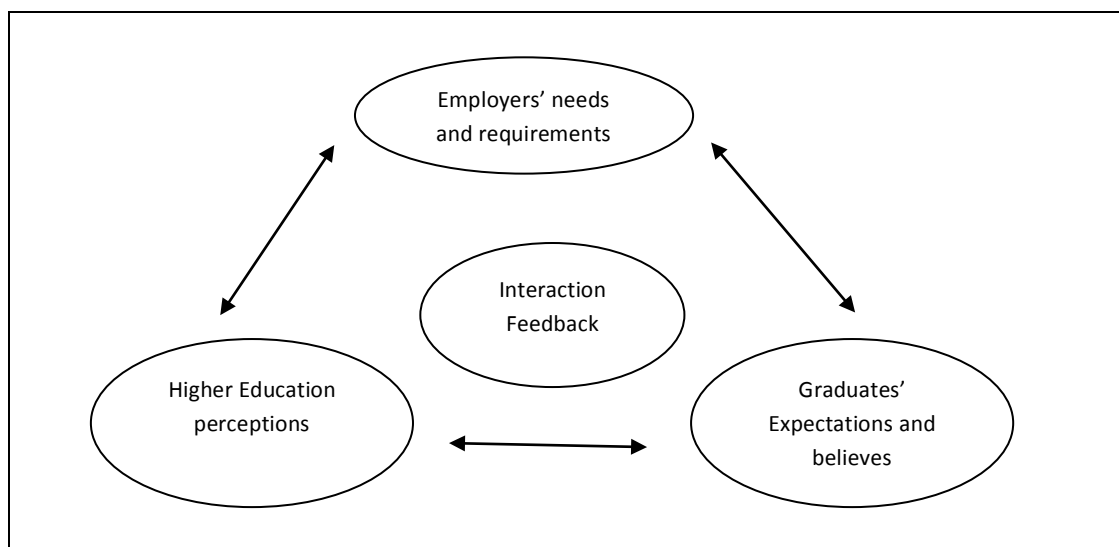 Employers’ needs
and requirements
Interaction
Feedback
Higher Education
perceptions
Graduates’
Expectations and
believes